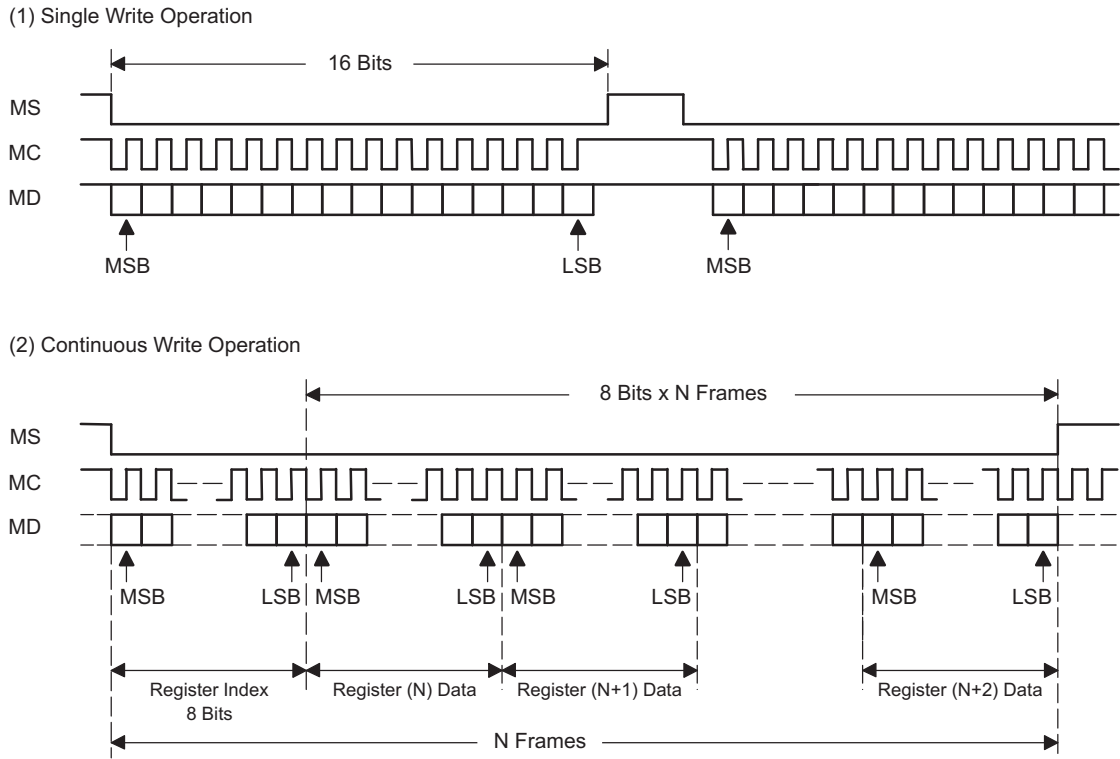 (1) Single Write Operation
16 Bits
MS
MC
MD
MSB
LSB
MSB
(2) Continuous Write Operation
8 Bits x N Frames
MS
MC
MD
MSB
LSB
MSB
LSB
MSB
LSB
MSB
LSB
Register Index
8 Bits
Register (N) Data
Register (N+1) Data
Register (N+2) Data
N Frames